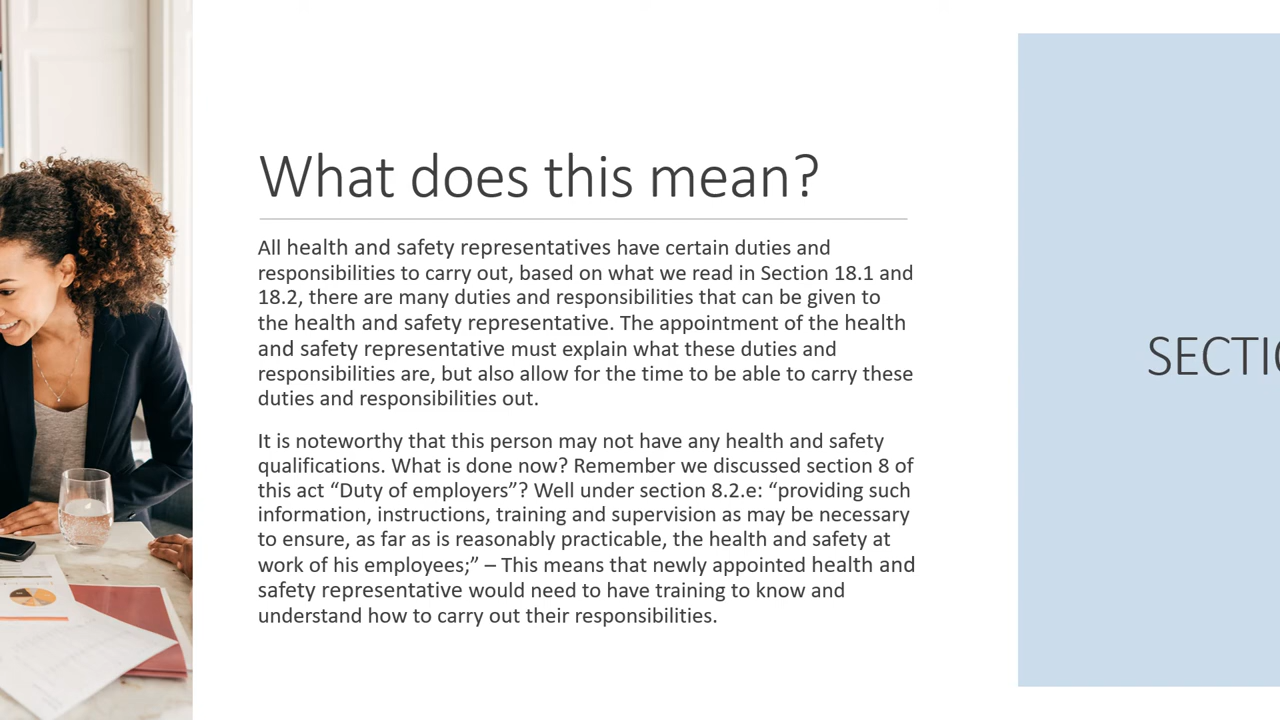 What does this mean?
All health and safety representatives have certain duties and
responsibilities to carry out, based on what we read in Section 18.1 and
18.2, there are many duties and responsibilities that can be given to
the health and safety representative. The appointment of the health
and safety representative must explain what these duties and
responsibilities are, but also allow for the time to be able to carry these
duties and responsibilities out.
It is noteworthy that this person may not have any health and safety
qualifications. What is done now? Remember we discussed section 8 of
this act “Duty of employers”? Well under section 8.2.e: “providing such
information, instructions, training and supervision as may be necessary
to ensure, as far as is reasonably practicable, the health and safety at
work of his employees;” – This means that newly appointed health and
safety representative would need to have training to know and
understand how to carry out their responsibilities.
SECTIO